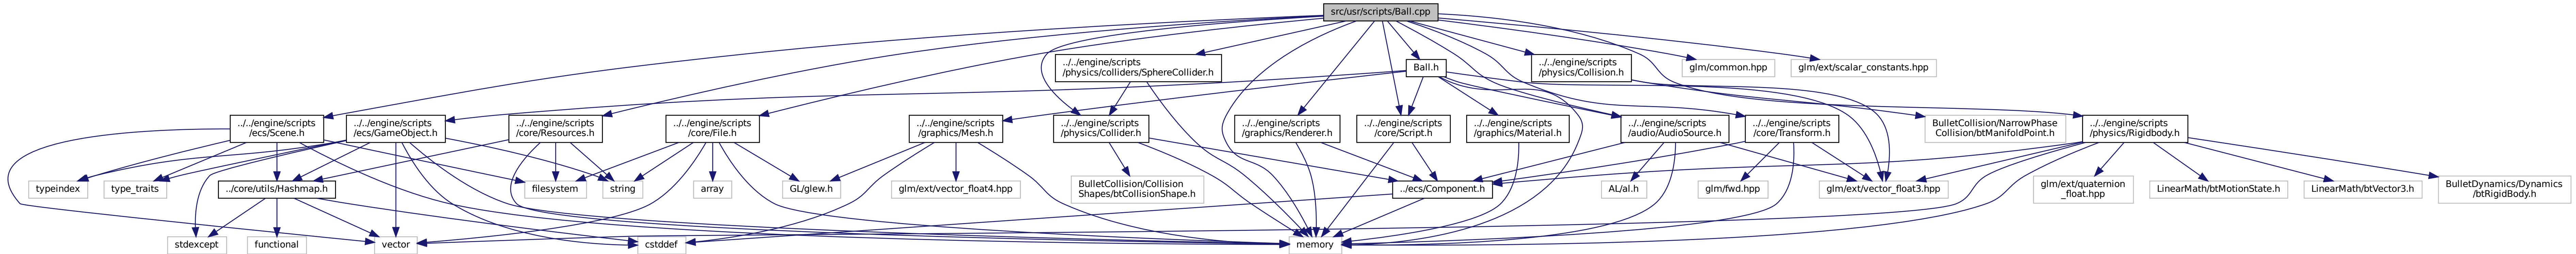 src/usr/scripts/Ball.cpp
../../engine/scripts
/physics/colliders/SphereCollider.h
Ball.h
../../engine/scripts
/physics/Collision.h
glm/common.hpp
glm/ext/scalar_constants.hpp
../../engine/scripts
/ecs/Scene.h
../../engine/scripts
/ecs/GameObject.h
../../engine/scripts
/core/Resources.h
../../engine/scripts
/core/File.h
../../engine/scripts
/graphics/Mesh.h
../../engine/scripts
/physics/Collider.h
../../engine/scripts
/graphics/Renderer.h
../../engine/scripts
/core/Script.h
../../engine/scripts
/graphics/Material.h
../../engine/scripts
/audio/AudioSource.h
../../engine/scripts
/core/Transform.h
BulletCollision/NarrowPhase
Collision/btManifoldPoint.h
../../engine/scripts
/physics/Rigidbody.h
typeindex
type_traits
../core/utils/Hashmap.h
filesystem
string
array
GL/glew.h
glm/ext/vector_float4.hpp
BulletCollision/Collision
Shapes/btCollisionShape.h
../ecs/Component.h
AL/al.h
glm/fwd.hpp
glm/ext/vector_float3.hpp
glm/ext/quaternion
_float.hpp
LinearMath/btMotionState.h
LinearMath/btVector3.h
BulletDynamics/Dynamics
/btRigidBody.h
stdexcept
functional
vector
cstddef
memory